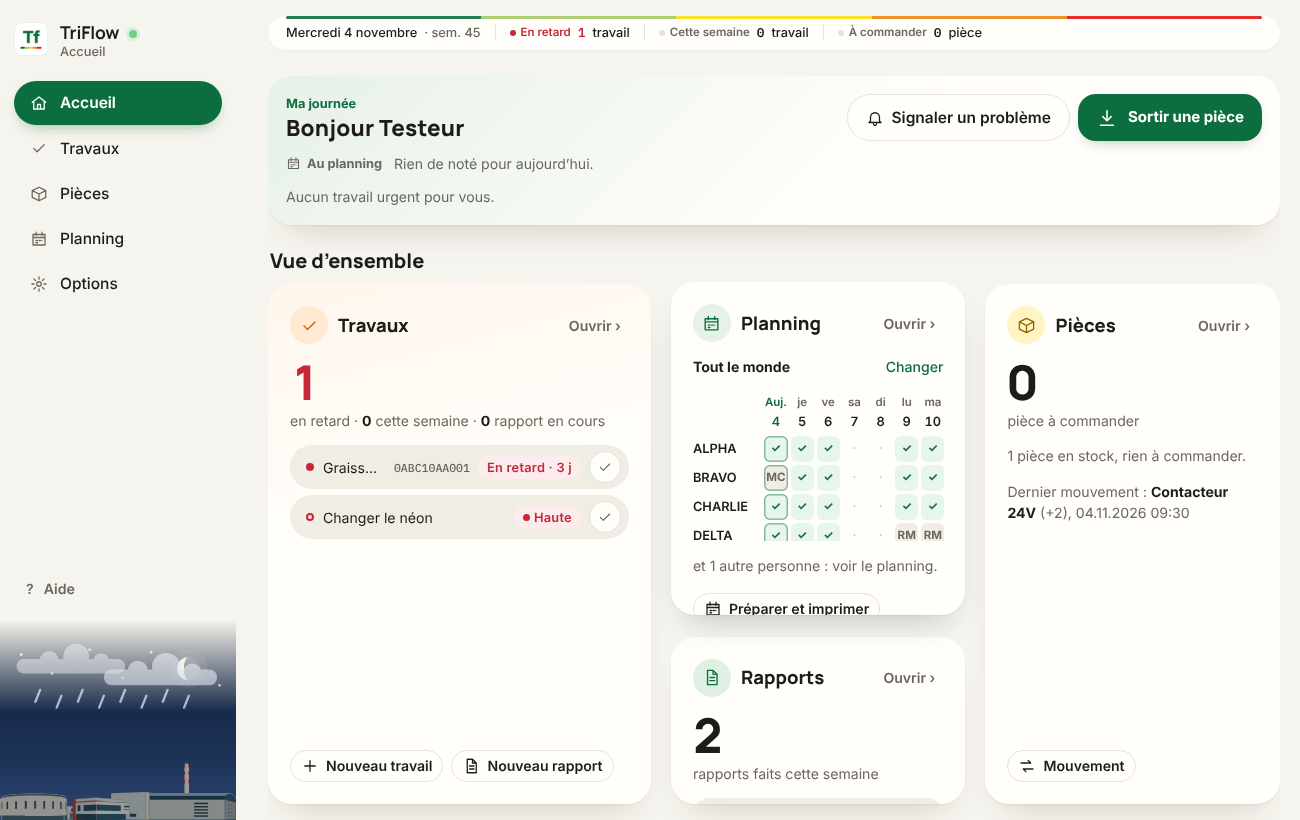 TriFlow
Accueil
Tf
Accueil
Travaux
Pièces
Planning
Options
? Aide
Mercredi 4 novembre · sem. 45
En retard 1 travail
Cette semaine 0 travail
À commander 0 pièce
Ma journée
Bonjour Testeur
Au planning Rien de noté pour aujourd’hui.
Aucun travail urgent pour vous.
Signaler un problème
Sortir une pièce
Vue d’ensemble
Travaux
Ouvrir ›
1
en retard · 0 cette semaine · 0 rapport en cours
Graiss... 0ABC10AA001 En retard · 3 j
Changer le néon Haute
Nouveau travail
Nouveau rapport
Planning
Ouvrir ›
Tout le monde
Changer
Auj. je ve sa di lu ma
4 5 6 7 8 9 10
ALPHA
BRAVO MC
CHARLIE
DELTA RM RM
et 1 autre personne : voir le planning.
Préparer et imprimer
Rapports
Ouvrir ›
2
rapports faits cette semaine
Pièces
Ouvrir ›
0
pièce à commander
1 pièce en stock, rien à commander.
Dernier mouvement : Contacteur
24V (+2), 04.11.2026 09:30
Mouvement